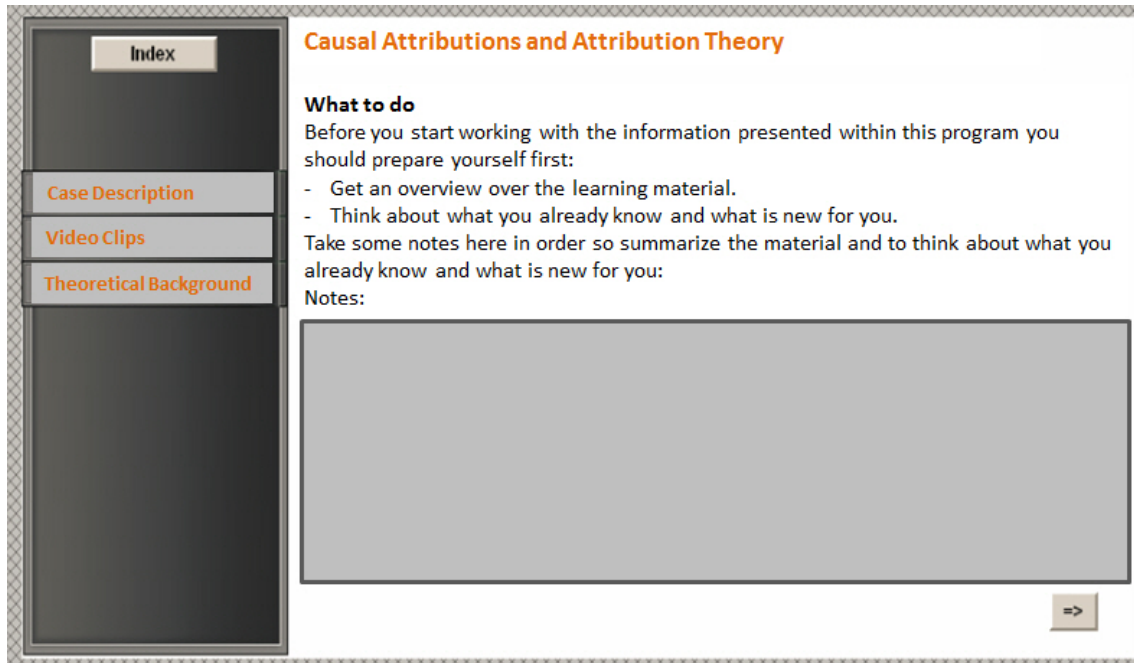 Index
Case Description
Video Clips
Theoretical Background
Causal Attributions and Attribution Theory
What to do
Before you start working with the information presented within this program you
should prepare yourself first:
- Get an overview over the learning material.
- Think about what you already know and what is new for you.
Take some notes here in order so summarize the material and to think about what you
already know and what is new for you:
Notes:
=>